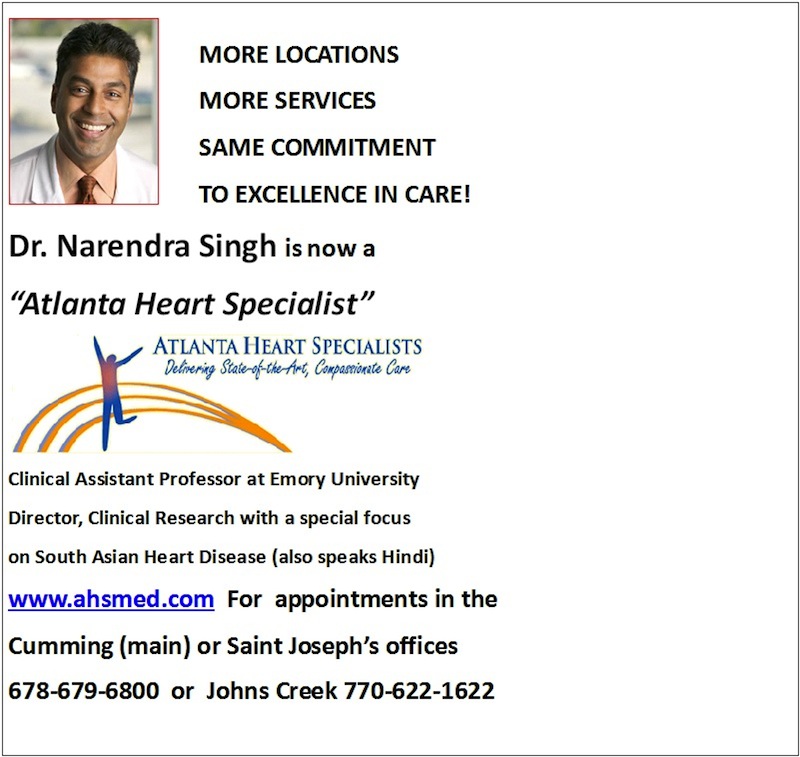 MORE LOCATIONS
MORE SERVICES
SAME COMMITMENT
TO EXCELLENCE IN CARE!
Dr. Narendra Singh is now a
“Atlanta Heart Specialist”
ATLANTA HEART SPECIALISTS
Delivering State-of-the-Art, Compassionate Care
Clinical Assistant Professor at Emory University
Director, Clinical Research with a special focus
on South Asian Heart Disease (also speaks Hindi)
www.ahsmed.com For appointments in the
Cumming (main) or Saint Joseph’s offices
678-679-6800 or Johns Creek 770-622-1622